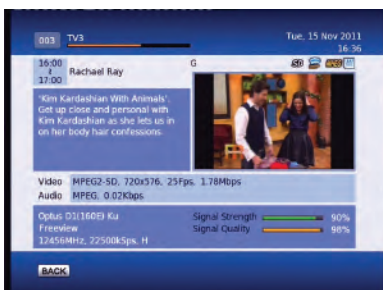 003 TV3 Tue, 15 Nov 2011
16:36
16:00
17:00
Rachael Ray G SD
'Kim Kardashian With Animals'.
Get up close and personal with
Kim Kardashian as she lets us in
on her body hair confessions.
Video MPEG2-SD, 720x576, 25Fps, 1.78Mbps
Audio MPEG, 0.02Kbps
Optus D1(160E) Ku
Freeview
12456MHz, 22500kSps, H
Signal Strength 90%
Signal Quality 98%
BACK